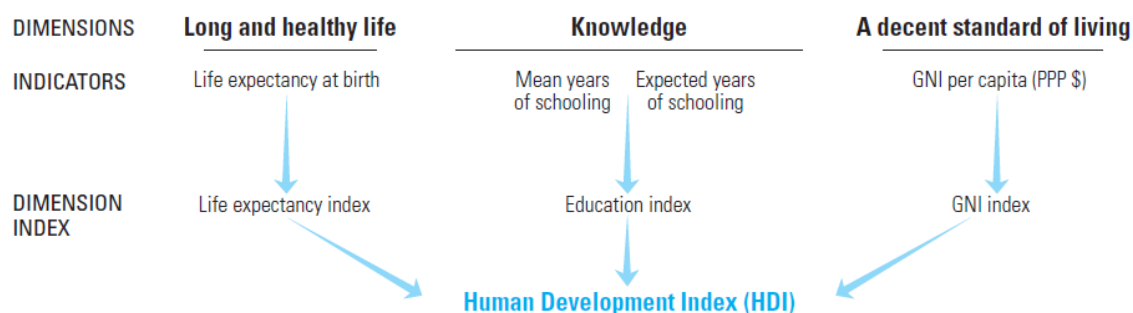 DIMENSIONS Long and healthy life Knowledge A decent standard of living
INDICATORS Life expectancy at birth Mean years of schooling Expected years of schooling GNI per capita (PPP $)
DIMENSION INDEX Life expectancy index Education index GNI index
Human Development Index (HDI)